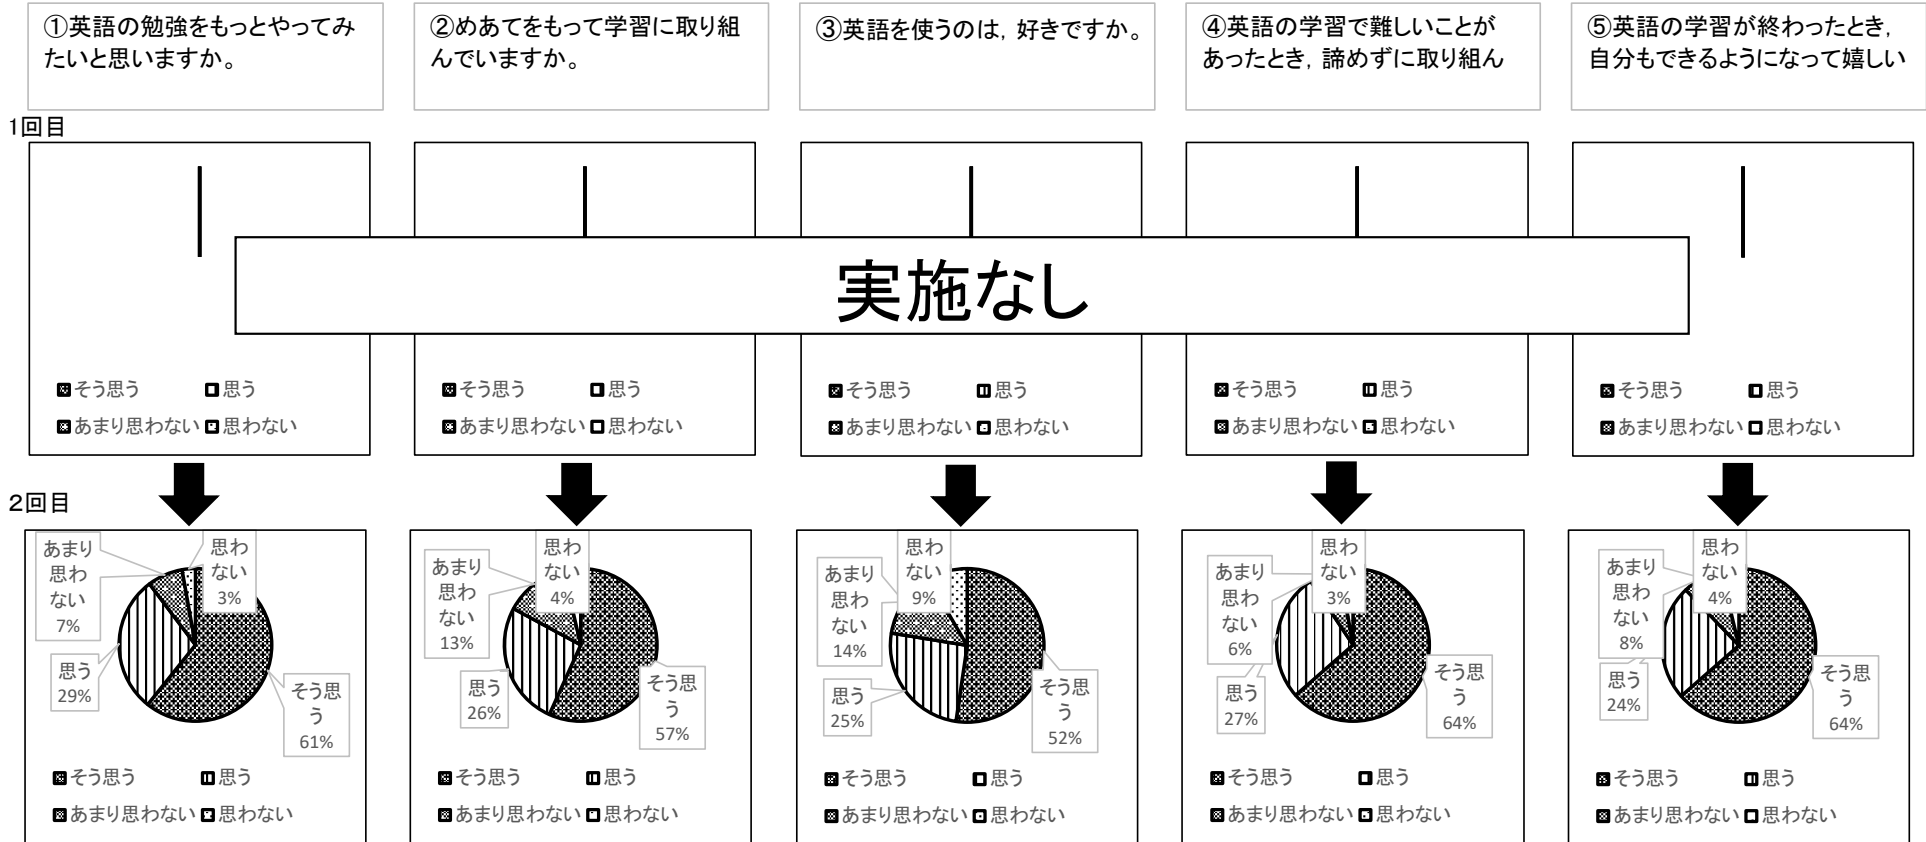 ①英語の勉強をもっとやってみ
たいと思いますか。
②めあてをもって学習に取り組
んでいますか。
③英語を使うのは，好きですか。
④英語の学習で難しいことが
あったとき，諦めずに取り組ん
⑤英語の学習が終わったとき，
自分もできるようになって嬉しい
1回目
実施なし
そう思う 思う
あまり思わない 思わない
そう思う 思う
あまり思わない 思わない
そう思う 思う
あまり思わない 思わない
そう思う 思う
あまり思わない 思わない
そう思う 思う
あまり思わない 思わない
2回目
あまり
思わ
ない
7%
思わ
ない
3%
思う
29%
そう思
う
61%
そう思う 思う
あまり思わない 思わない
あまり
思わ
ない
13%
思わ
ない
4%
思う
26%
そう思
う
57%
そう思う 思う
あまり思わない 思わない
あまり
思わ
ない
14%
思わ
ない
9%
思う
25%
そう思
う
52%
そう思う 思う
あまり思わない 思わない
あまり
思わ
ない
6%
思わ
ない
3%
思う
27%
そう思
う
64%
そう思う 思う
あまり思わない 思わない
あまり
思わ
ない
8%
思わ
ない
4%
思う
24%
そう思
う
64%
そう思う 思う
あまり思わない 思わない